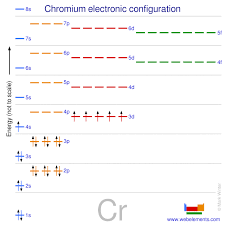 Chromium electronic configuration
8s
7p
6d
7s
5f
6p
5d
6s
4f
5p
4d
5s
4p
3d
4s
3p
3s
2p
2s
1s
Energy (not to scale)
Cr
www.webelements.com